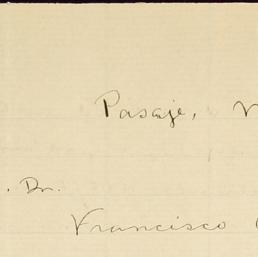 Pasaje,
. Dr.
Francisco